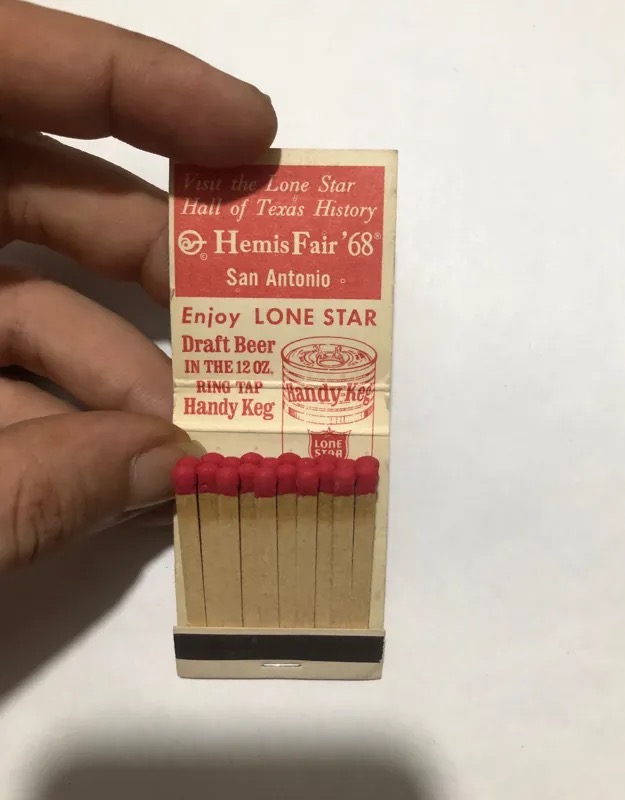 Visit the Lone Star
Hall of Texas History
© HemisFair '68®
San Antonio
Enjoy LONE STAR
Draft Beer
IN THE 12 OZ.
RING TAP
Handy Keg
Handy Keg
LONE
STAR